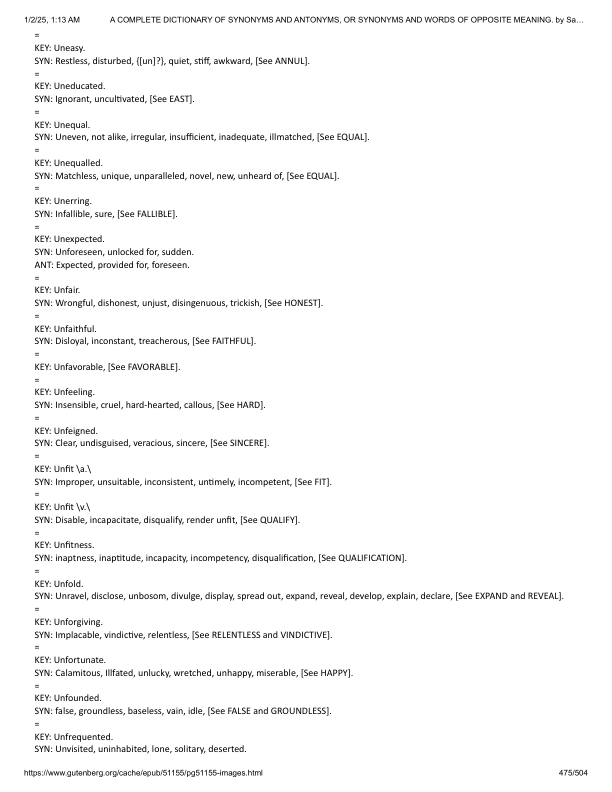 1/2/25, 1:13 AM A COMPLETE DICTIONARY OF SYNONYMS AND ANTONYMS, OR SYNONYMS AND WORDS OF OPPOSITE MEANING. by Sa…
=
KEY: Uneasy.
SYN: Restless, disturbed, {[un]?}, quiet, stiff, awkward, [See ANNUL].
=
KEY: Uneducated.
SYN: Ignorant, uncultivated, [See EAST].
=
KEY: Unequal.
SYN: Uneven, not alike, irregular, insufficient, inadequate, illmatched, [See EQUAL].
=
KEY: Unequalled.
SYN: Matchless, unique, unparalleled, novel, new, unheard of, [See EQUAL].
=
KEY: Unerring.
SYN: Infallible, sure, [See FALLIBLE].
=
KEY: Unexpected.
SYN: Unforeseen, unlocked for, sudden.
ANT: Expected, provided for, foreseen.
=
KEY: Unfair.
SYN: Wrongful, dishonest, unjust, disingenuous, trickish, [See HONEST].
=
KEY: Unfaithful.
SYN: Disloyal, inconstant, treacherous, [See FAITHFUL].
=
KEY: Unfavorable, [See FAVORABLE].
=
KEY: Unfeeling.
SYN: Insensible, cruel, hard-hearted, callous, [See HARD].
=
KEY: Unfeigned.
SYN: Clear, undisguised, veracious, sincere, [See SINCERE].
=
KEY: Unfit \a.\
SYN: Improper, unsuitable, inconsistent, untimely, incompetent, [See FIT].
=
KEY: Unfit \v.\
SYN: Disable, incapacitate, disqualify, render unfit, [See QUALIFY].
=
KEY: Unfitness.
SYN: inaptness, inaptitude, incapacity, incompetency, disqualification, [See QUALIFICATION].
=
KEY: Unfold.
SYN: Unravel, disclose, unbosom, divulge, display, spread out, expand, reveal, develop, explain, declare, [See EXPAND and REVEAL].
=
KEY: Unforgiving.
SYN: Implacable, vindictive, relentless, [See RELENTLESS and VINDICTIVE].
=
KEY: Unfortunate.
SYN: Calamitous, Illfated, unlucky, wretched, unhappy, miserable, [See HAPPY].
=
KEY: Unfounded.
SYN: false, groundless, baseless, vain, idle, [See FALSE and GROUNDLESS].
=
KEY: Unfrequented.
SYN: Unvisited, uninhabited, lone, solitary, deserted.
https://www.gutenberg.org/cache/epub/51155/pg51155-images.html 475/504